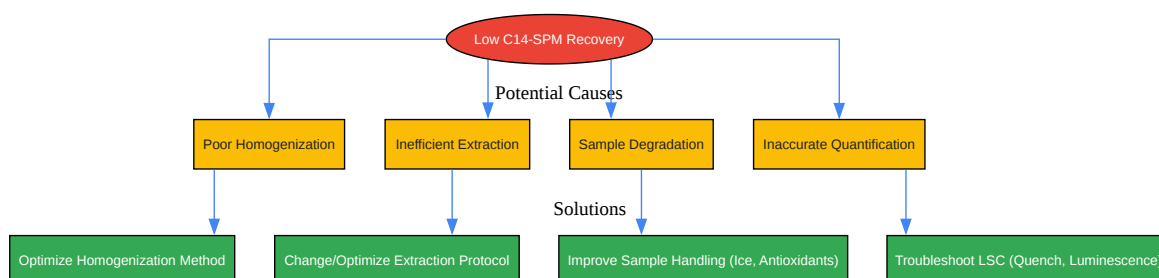 Low C14-SPM Recovery
Potential Causes
Poor Homogenization
Inefficient Extraction
Sample Degradation
Inaccurate Quantification
Solutions
Optimize Homogenization Method
Change/Optimize Extraction Protocol
Improve Sample Handling (Ice, Antioxidants)
Troubleshoot LSC (Quench, Luminescence)